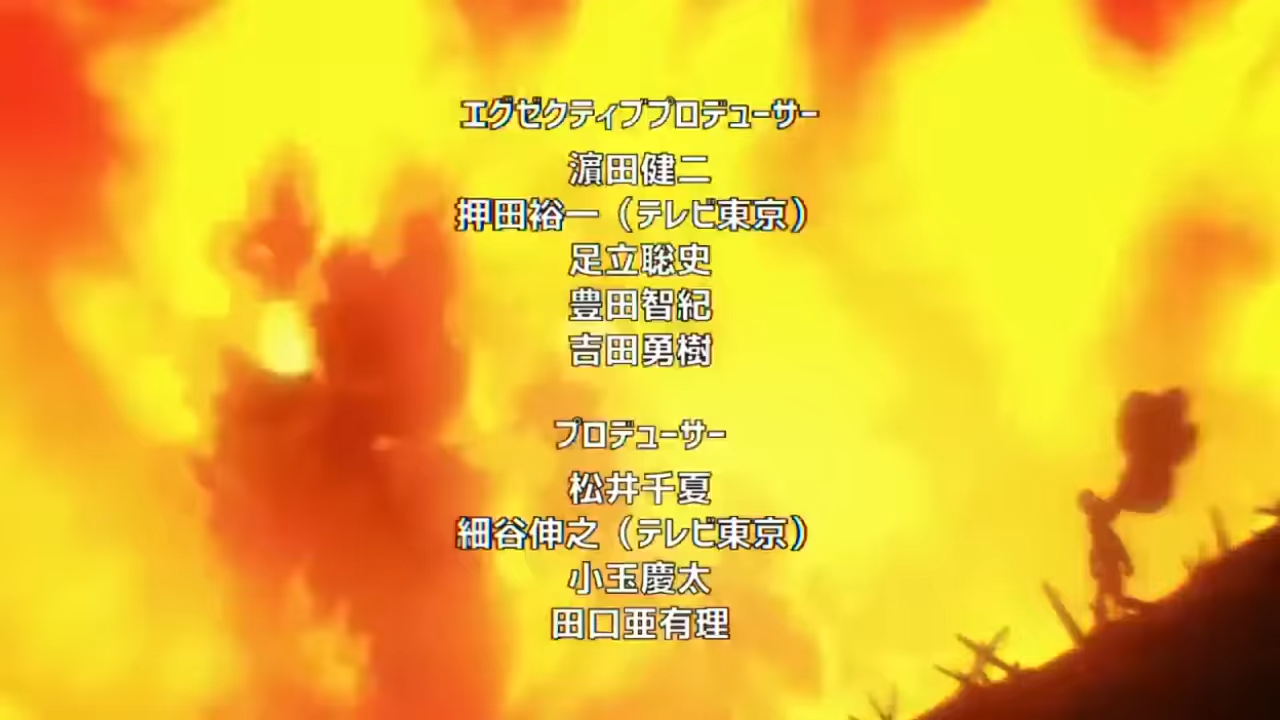 エグゼクティブプロデューサー
濵田健二
押田裕一（テレビ東京）
足立聡史
豊田智紀
吉田勇樹
プロデューサー
松井千夏
細谷伸之（テレビ東京）
小玉慶太
田口亜有理